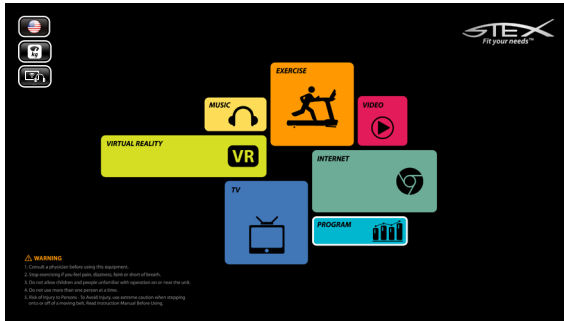 STEX
Fit your needs™
kg
EXERCISE
MUSIC
VIDEO
VIRTUAL REALITY
VR
INTERNET
TV
PROGRAM
WARNING
1. Consult a physician before using this equipment.
2. Stop exercising if you feel pain, dizziness, faint or short of breath.
3. Do not allow children and people unfamiliar with operation on or near the unit.
4. Do not use more than one person at a time.
5. Risk of Injury to Persons - To Avoid Injury, use extreme caution when stepping
onto or off of a moving belt. Read Instruction Manual Before Using.